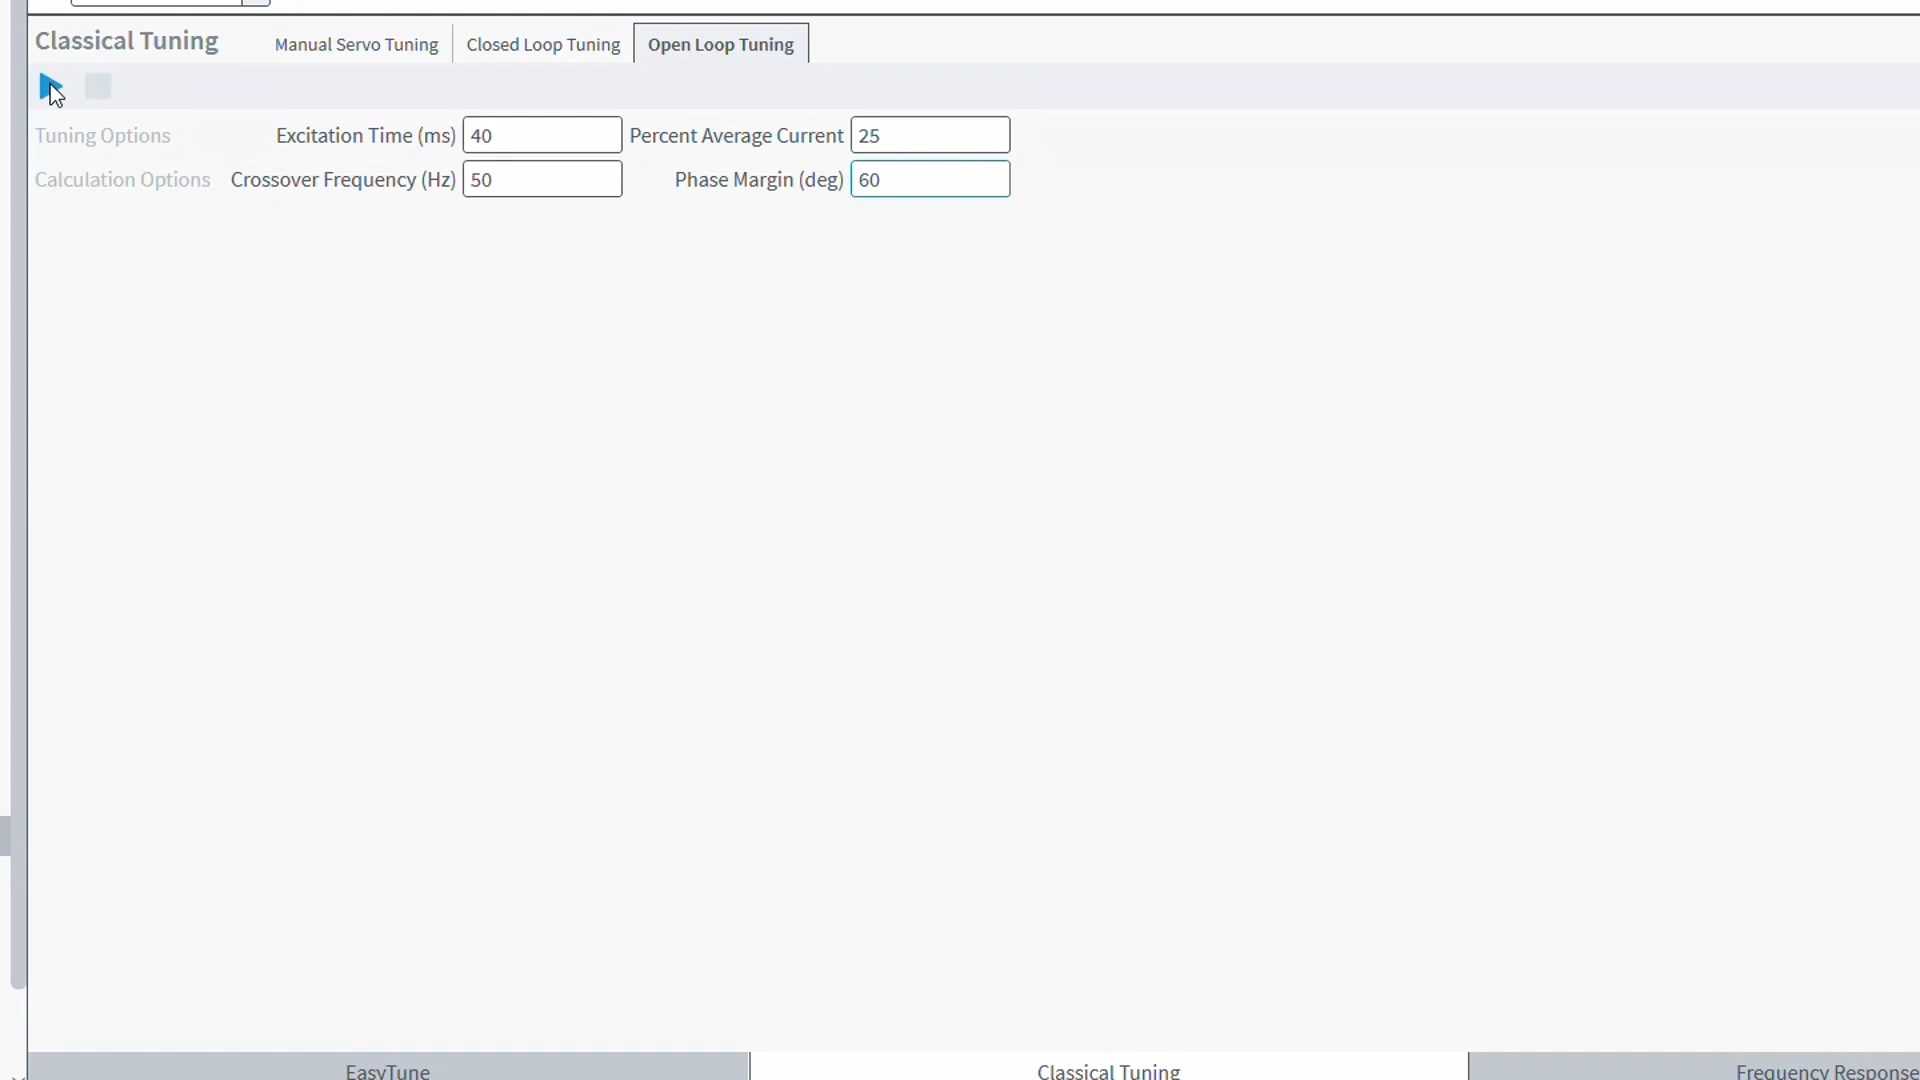 Classical Tuning Manual Servo Tuning Closed Loop Tuning Open Loop Tuning
Tuning Options Excitation Time (ms) 40 Percent Average Current 25
Calculation Options Crossover Frequency (Hz) 50 Phase Margin (deg) 60
EasyTune Classical Tuning Frequency Response